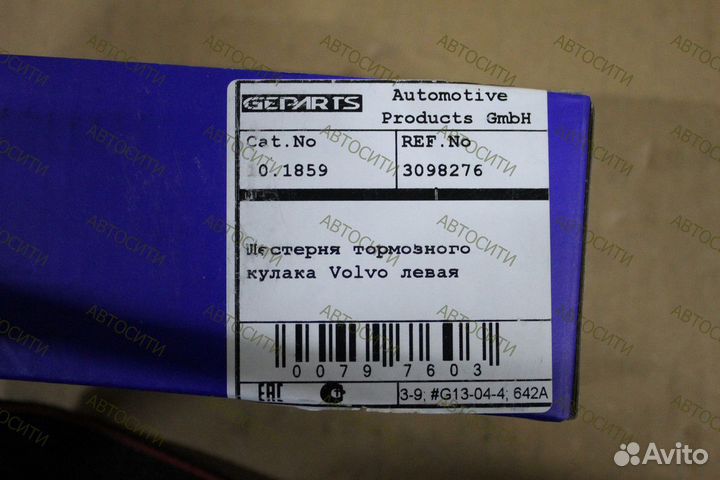 GEPARTS
Automotive
Products GmbH
Cat.No
10.1859
REF.No
3098276
Шестерня тормозного
кулака Volvo левая
0079 7603
EAC
3-9; #G13-04-4; 642A
АВТОСИТИ
Avito